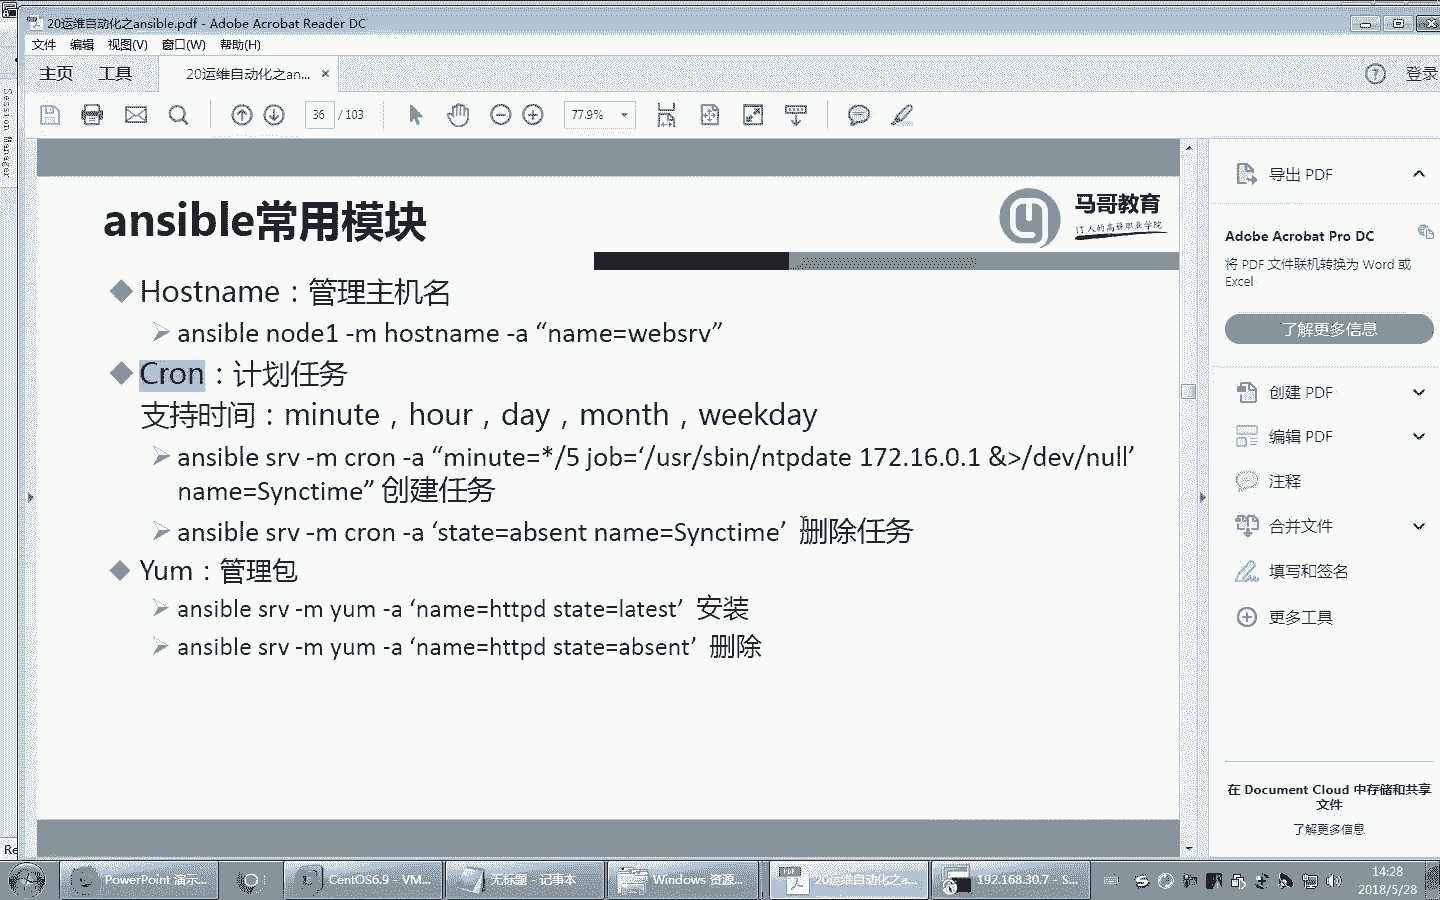 20运维自动化之ansible.pdf - Adobe Acrobat Reader DC
文件 编辑 视图(V) 窗口(W) 帮助(H)
主页 工具 20运维自动化之an... ×
登录
Session Manager
36 / 103 77.9%
ansible常用模块
马哥教育
IT人的高薪职业学院
Hostname：管理主机名
ansible node1 -m hostname -a “name=websrv”
Cron：计划任务
支持时间：minute，hour，day，month，weekday
ansible srv -m cron -a “minute=*/5 job=‘/usr/sbin/ntpdate 172.16.0.1 &>/dev/null’
name=Synctime” 创建任务
ansible srv -m cron -a ‘state=absent name=Synctime’ 删除任务
Yum：管理包
ansible srv -m yum -a ‘name=httpd state=latest’ 安装
ansible srv -m yum -a ‘name=httpd state=absent’ 删除
导出 PDF
Adobe Acrobat Pro DC
将 PDF 文件联机转换为 Word 或
Excel
了解更多信息
创建 PDF
编辑 PDF
注释
合并文件
填写和签名
更多工具
在 Document Cloud 中存储和共享
文件
了解更多信息
Re
PowerPoint 演示... CentOS6.9 - VM... 无标题 - 记事本 Windows 资源... 20运维自动化之a... 192.168.30.7 - S...
14:28
2018/5/28